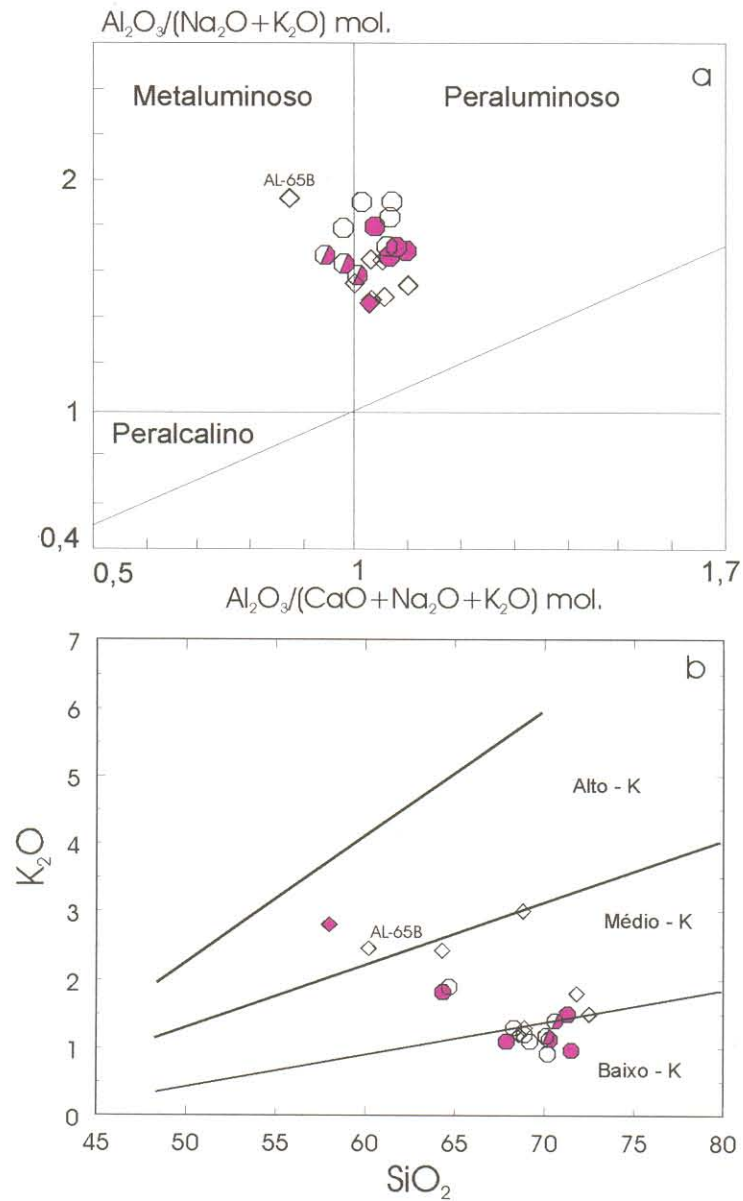 Al₂O₃/(Na₂O+K₂O) mol.
a
Metaluminoso Peraluminoso
2
AL-65B
1
Peralcalino
0,4
0,5 1 1,7
Al₂O₃/(CaO+Na₂O+K₂O) mol.
b
7
6
5
4
3
2
1
0
K₂O
Alto - K
Médio - K
AL-65B
Baixo - K
45 50 55 60 65 70 75 80
SiO₂